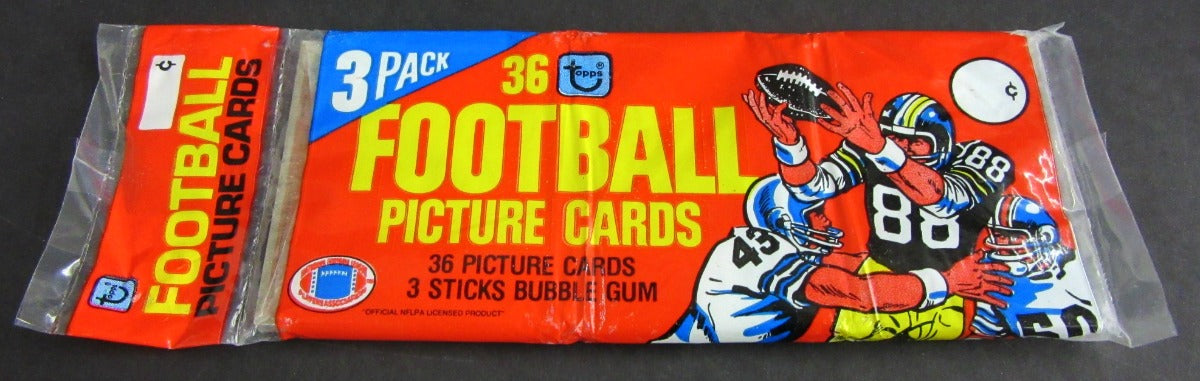 ¢
FOOTBALL
PICTURE CARDS
3 PACK
36 topps
FOOTBALL
PICTURE CARDS
36 PICTURE CARDS
3 STICKS BUBBLE GUM
"OFFICIAL NFLPA LICENSED PRODUCT"
¢
88
88
43